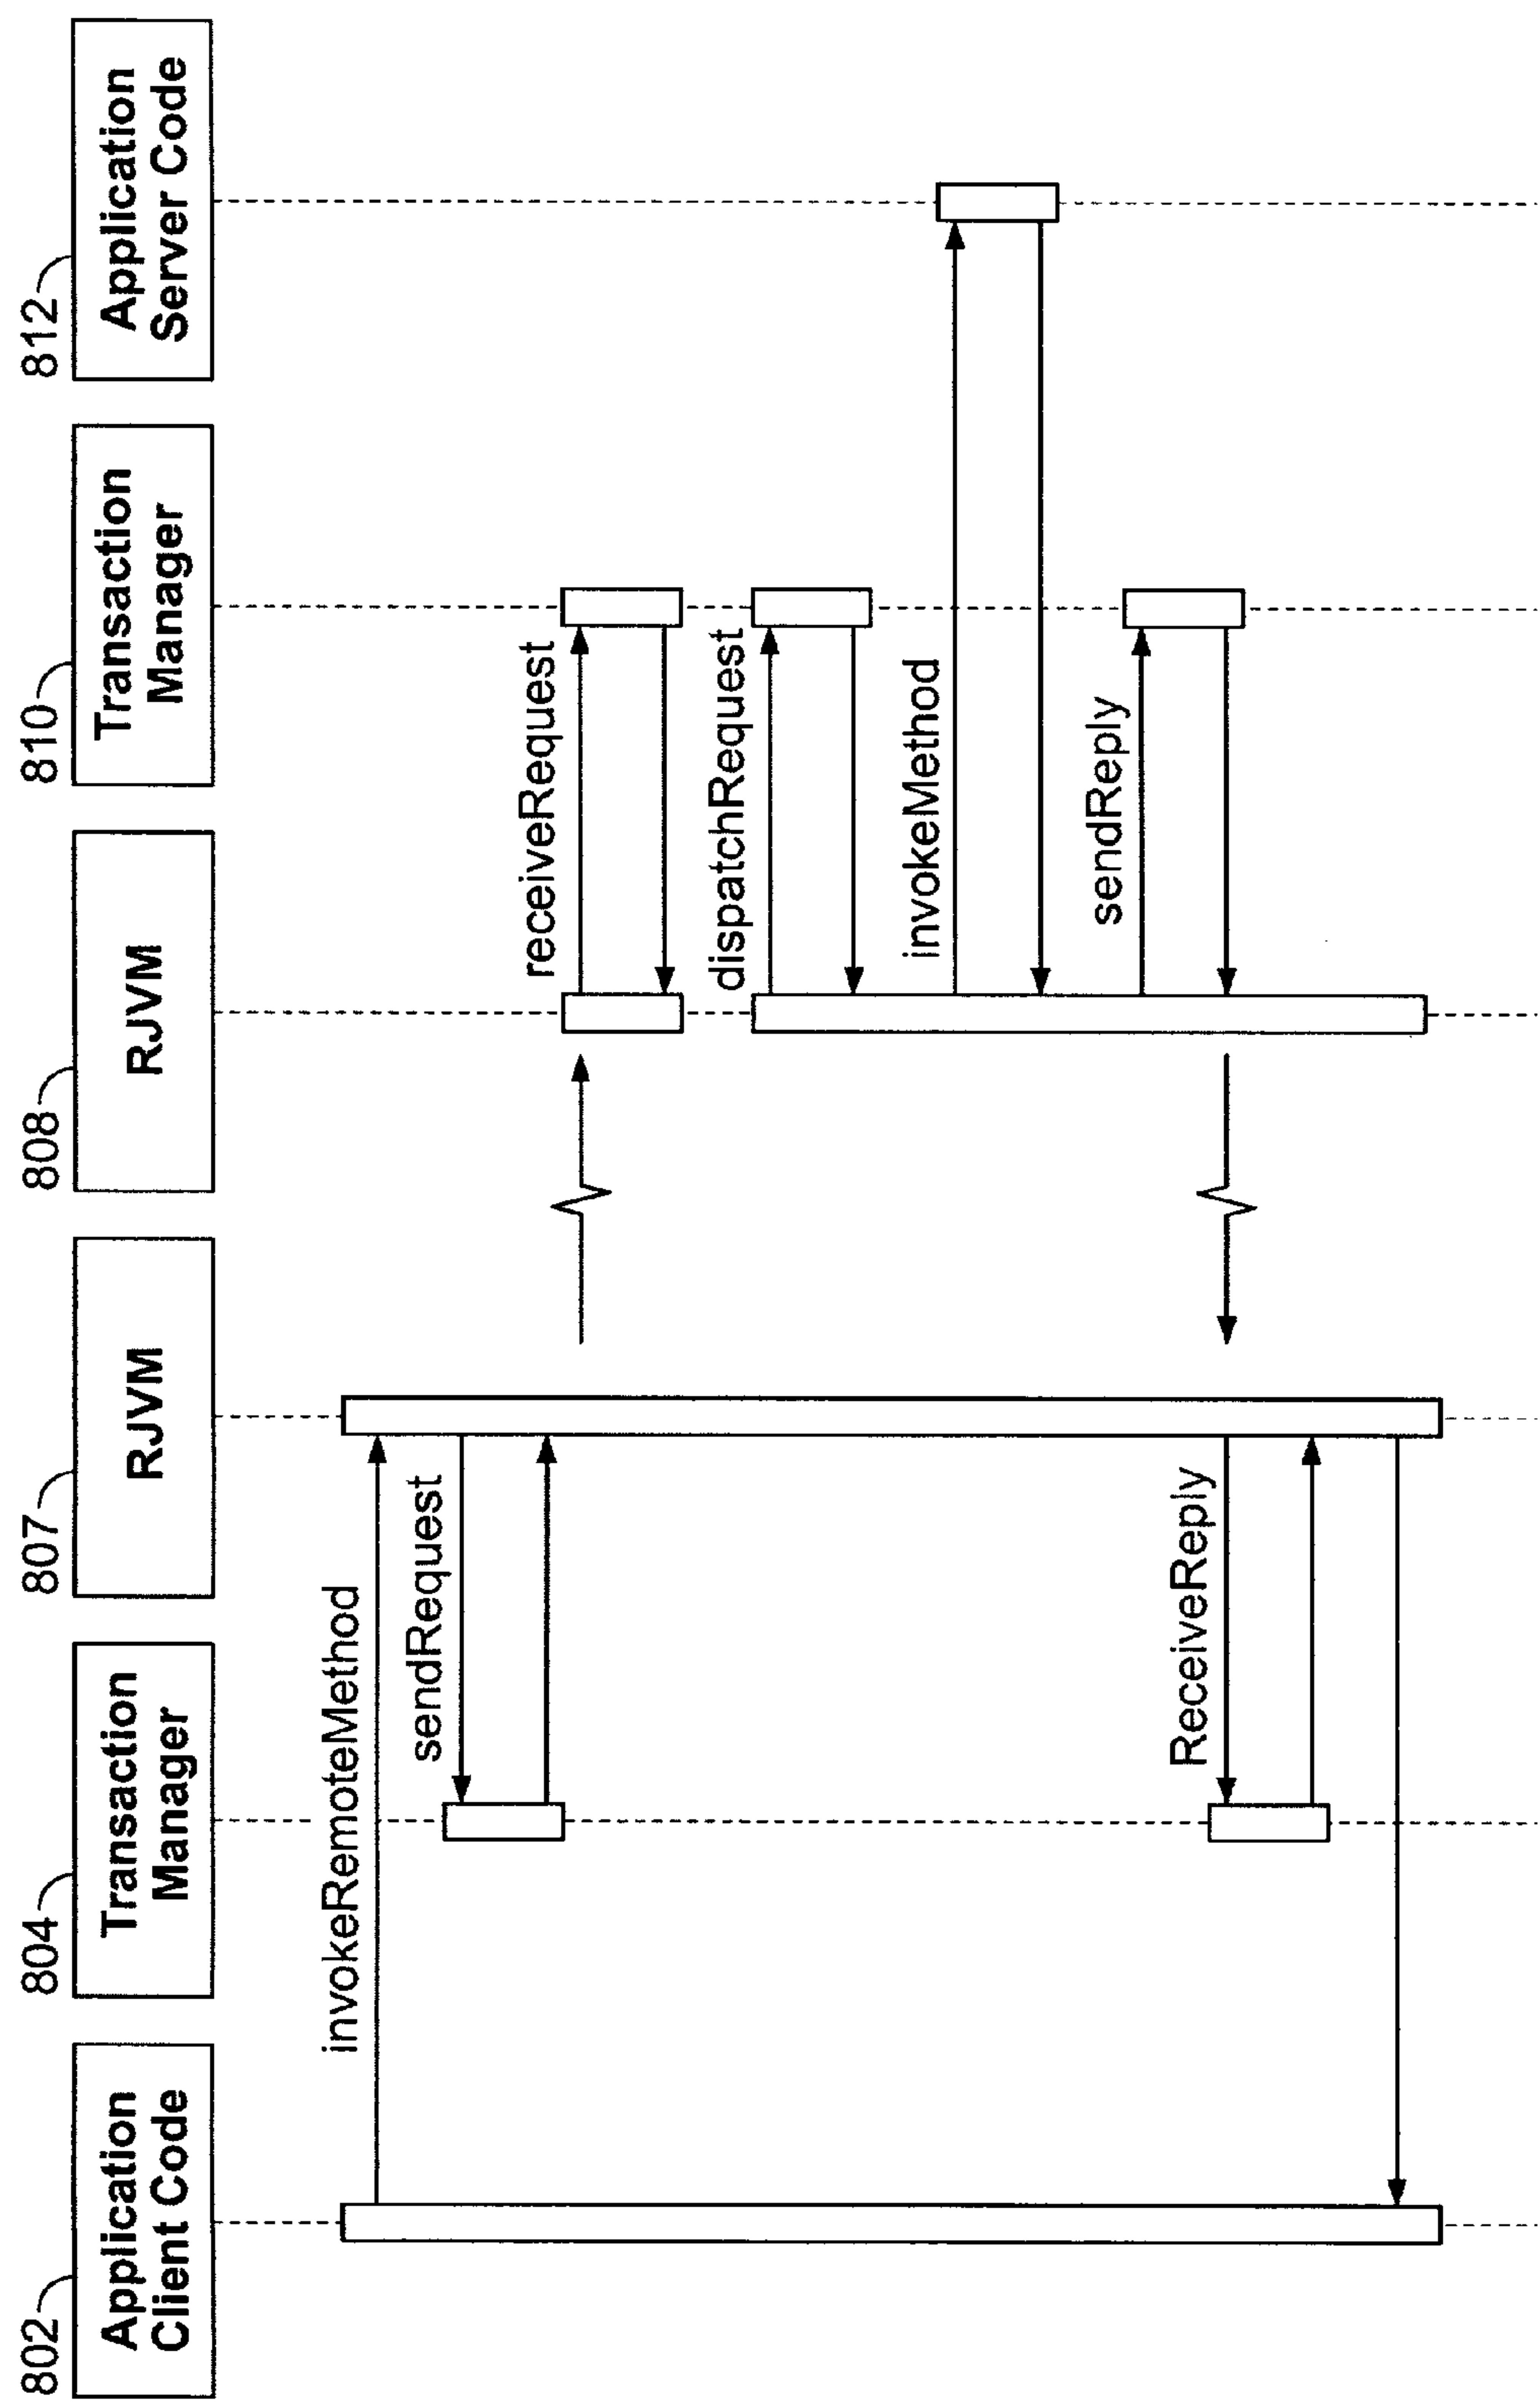 802
Application
Client Code
804
Transaction
Manager
807
RJVM
808
RJVM
810
Transaction
Manager
812
Application
Server Code
invokeRemoteMethod
sendRequest
receiveRequest
dispatchRequest
invokeMethod
sendReply
ReceiveReply